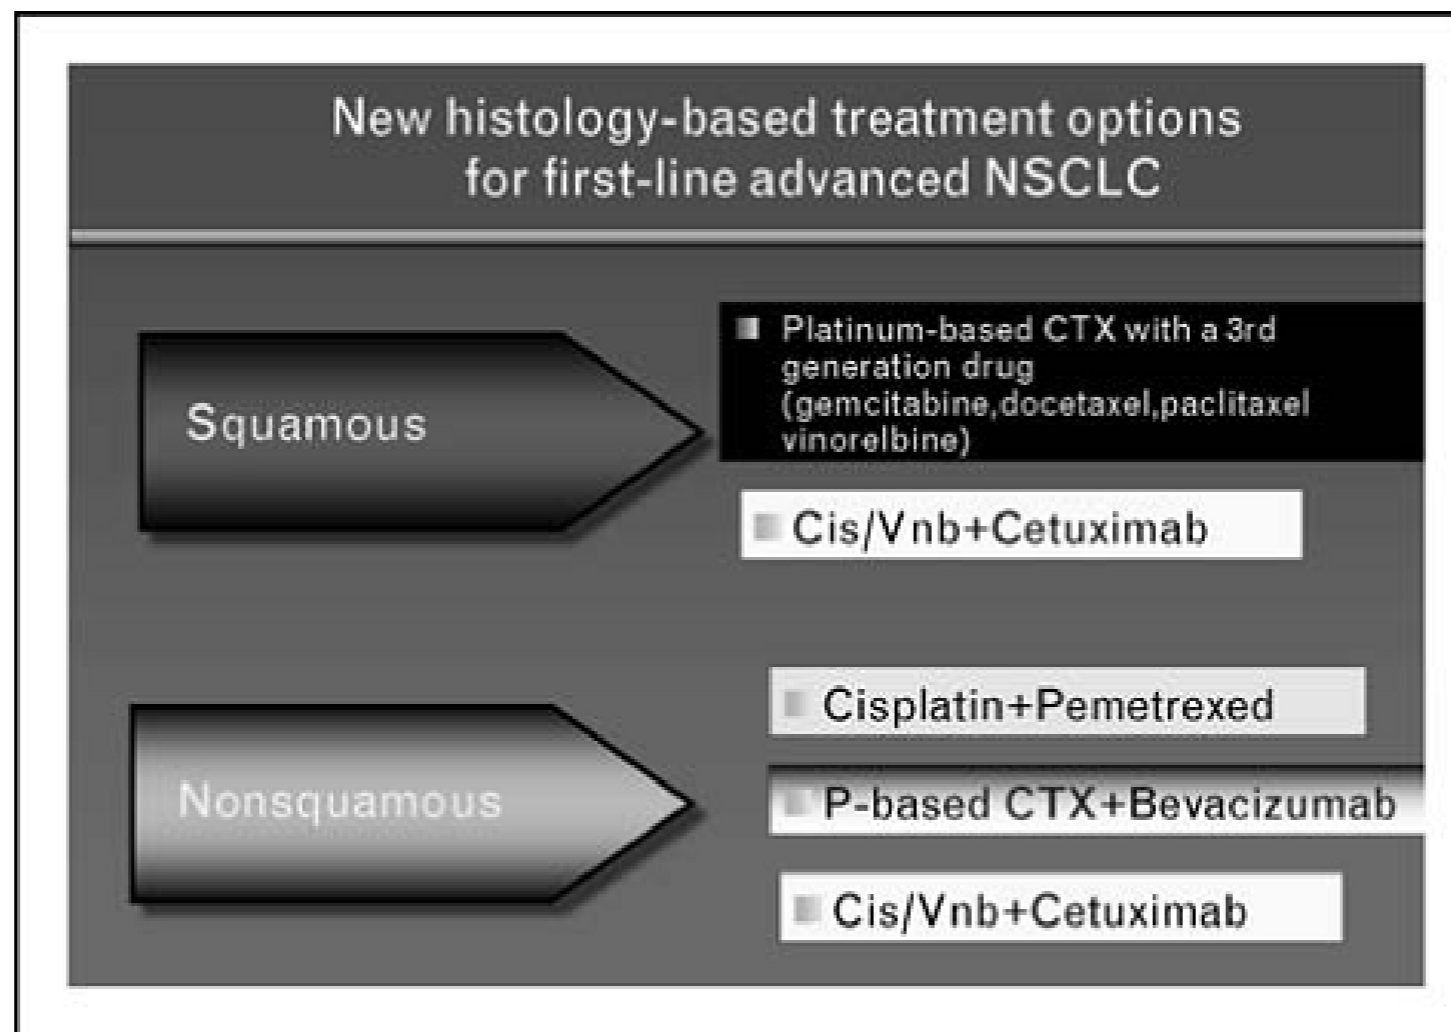 New histology-based treatment options
for first-line advanced NSCLC
Squamous
Platinum-based CTX with a 3rd
generation drug
(gemcitabine,docetaxel,paclitaxel
vinorelbine)
Cis/Vnb+Cetuximab
Nonsquamous
Cisplatin+Pemetrexed
P-based CTX+Bevacizumab
Cis/Vnb+Cetuximab